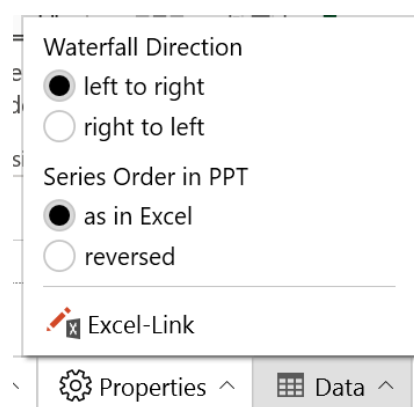 Waterfall Direction
left to right
right to left
Series Order in PPT
as in Excel
reversed
Excel-Link
Properties
Data